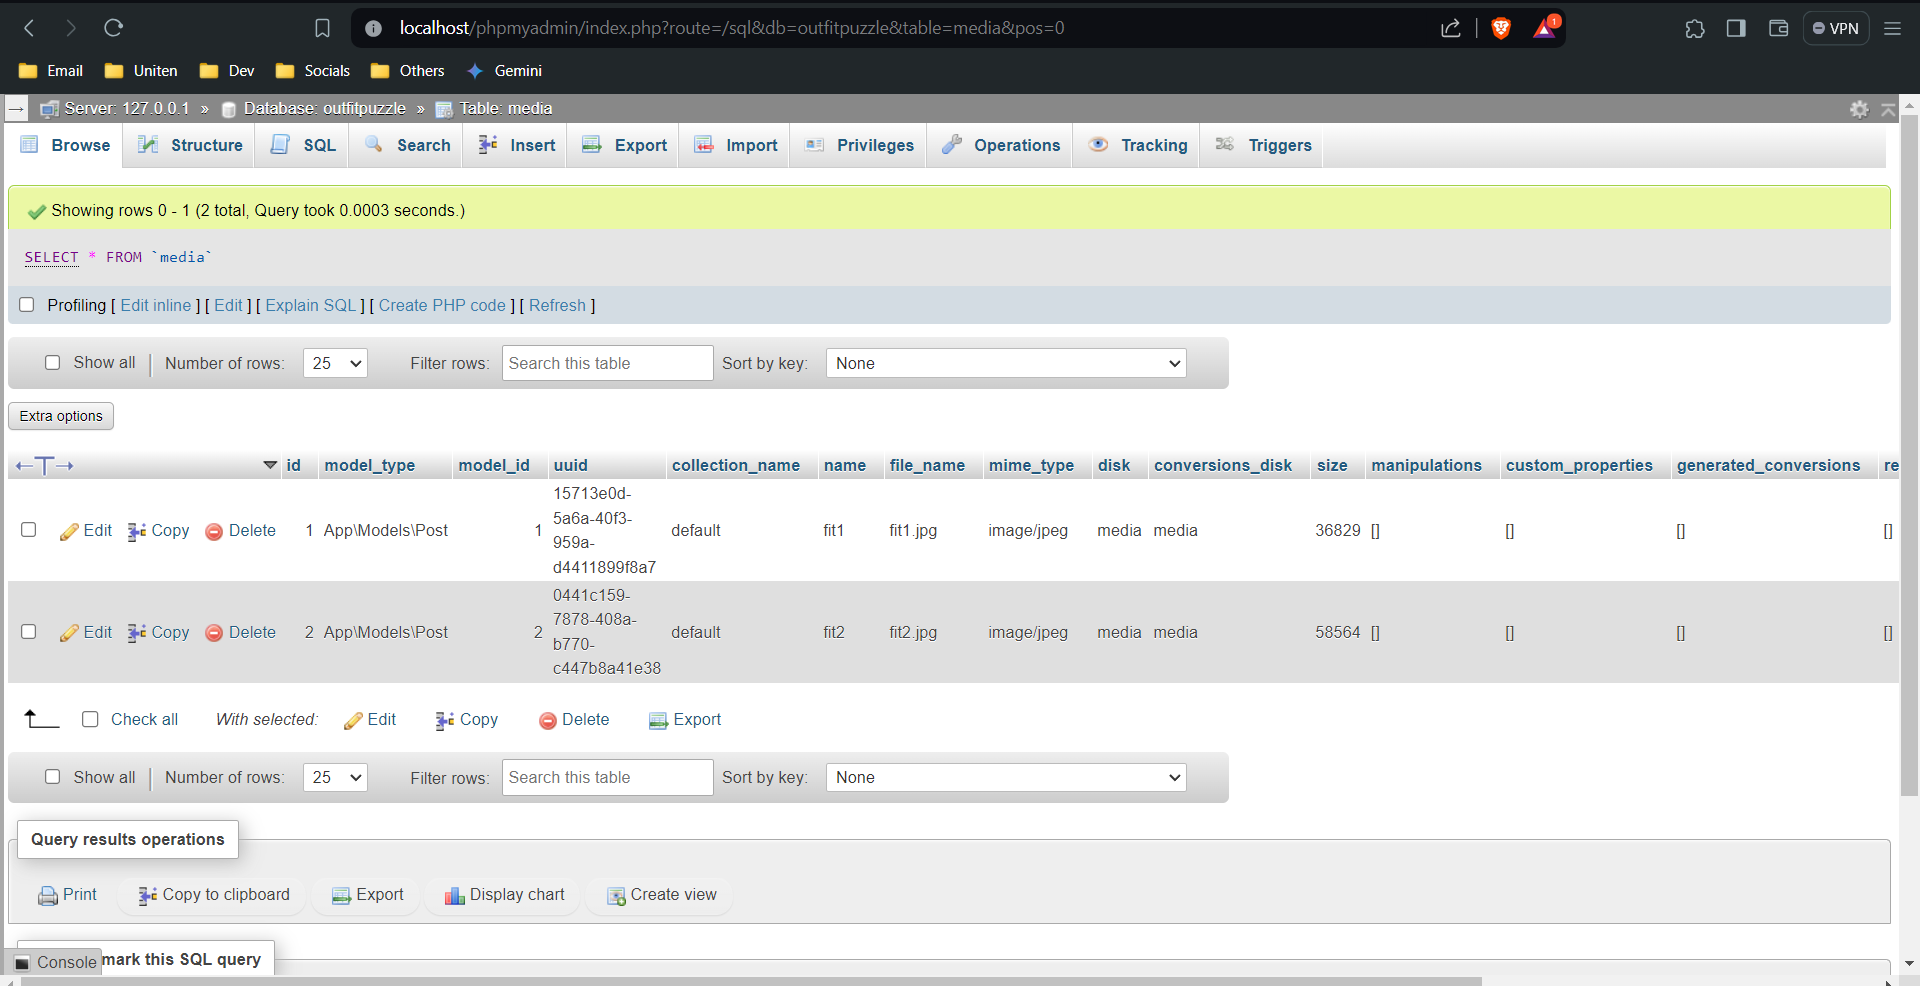 localhost/phpmyadmin/index.php?route=/sql&db=outfitpuzzle&table=media&pos=0
1
VPN
Email Uniten Dev Socials Others Gemini
Server: 127.0.0.1 » Database: outfitpuzzle » Table: media
Browse Structure SQL Search Insert Export Import Privileges Operations Tracking Triggers
Showing rows 0 - 1 (2 total, Query took 0.0003 seconds.)
SELECT * FROM `media`
Profiling [ Edit inline ] [ Edit ] [ Explain SQL ] [ Create PHP code ] [ Refresh ]
Show all Number of rows: 25 Filter rows: Search this table Sort by key: None
Extra options
←T→ id model_type model_id uuid collection_name name file_name mime_type disk conversions_disk size manipulations custom_properties generated_conversions re
Edit Copy Delete 1 App\Models\Post 1 15713e0d-
5a6a-40f3-
959a-
d4411899f8a7 default fit1 fit1.jpg image/jpeg media media 36829 [] [] [] []
Edit Copy Delete 2 App\Models\Post 2 0441c159-
7878-408a-
b770-
c447b8a41e38 default fit2 fit2.jpg image/jpeg media media 58564 [] [] [] []
Check all With selected: Edit Copy Delete Export
Show all Number of rows: 25 Filter rows: Search this table Sort by key: None
Query results operations
Print Copy to clipboard Export Display chart Create view
Console mark this SQL query